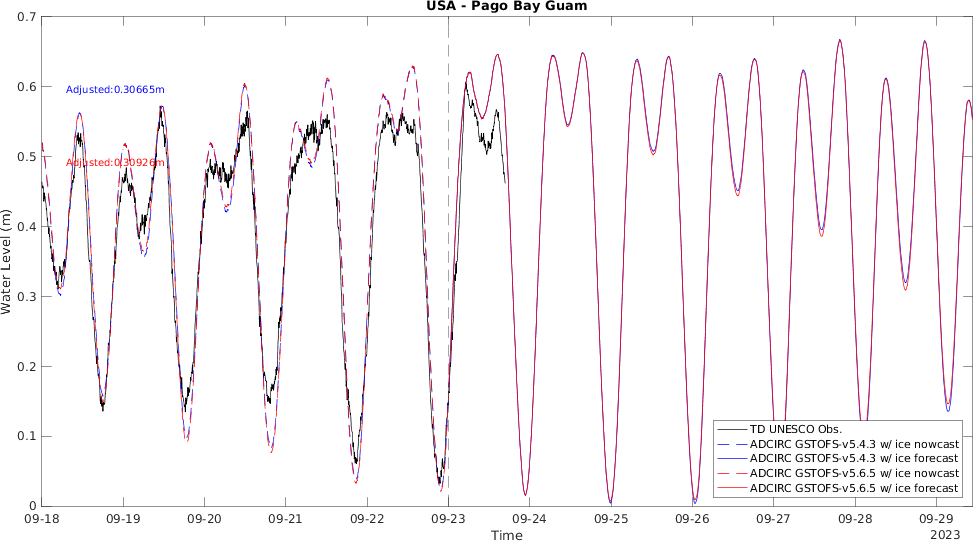 USA - Pago Bay Guam
0.7
0.6
0.5
0.4
0.3
0.2
0.1
0
Water Level (m)
Adjusted:0.30665m
Adjusted:0.30926m
TD UNESCO Obs.
ADCIRC GSTOFS-v5.4.3 w/ ice nowcast
ADCIRC GSTOFS-v5.4.3 w/ ice forecast
ADCIRC GSTOFS-v5.6.5 w/ ice nowcast
ADCIRC GSTOFS-v5.6.5 w/ ice forecast
09-18 09-19 09-20 09-21 09-22 09-23 09-24 09-25 09-26 09-27 09-28 09-29
Time
2023